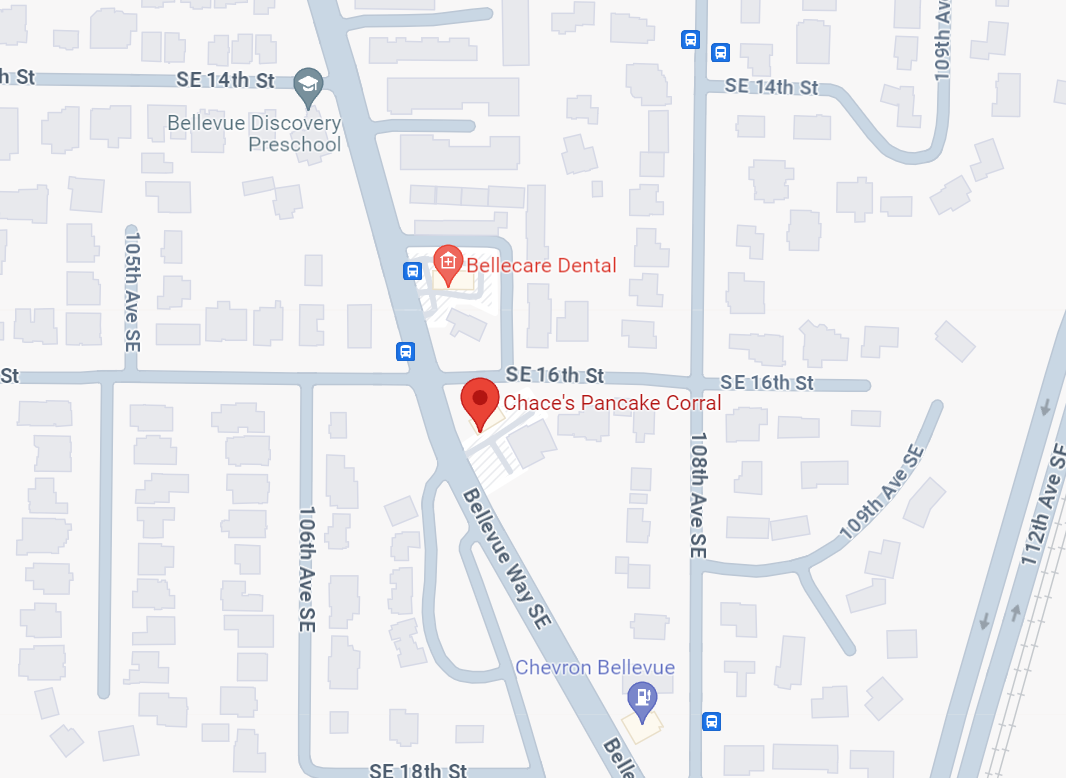 h St
SE 14th St
Bellevue Discovery
Preschool
SE 14th St
109th Av
105th Ave SE
Bellecare Dental
St
SE 16th St
SE 16th St
Chace's Pancake Corral
108th Ave SE
109th Ave SE
112th Ave SE
106th Ave SE
Bellevue Way SE
Chevron Bellevue
Belle
SE 18th St